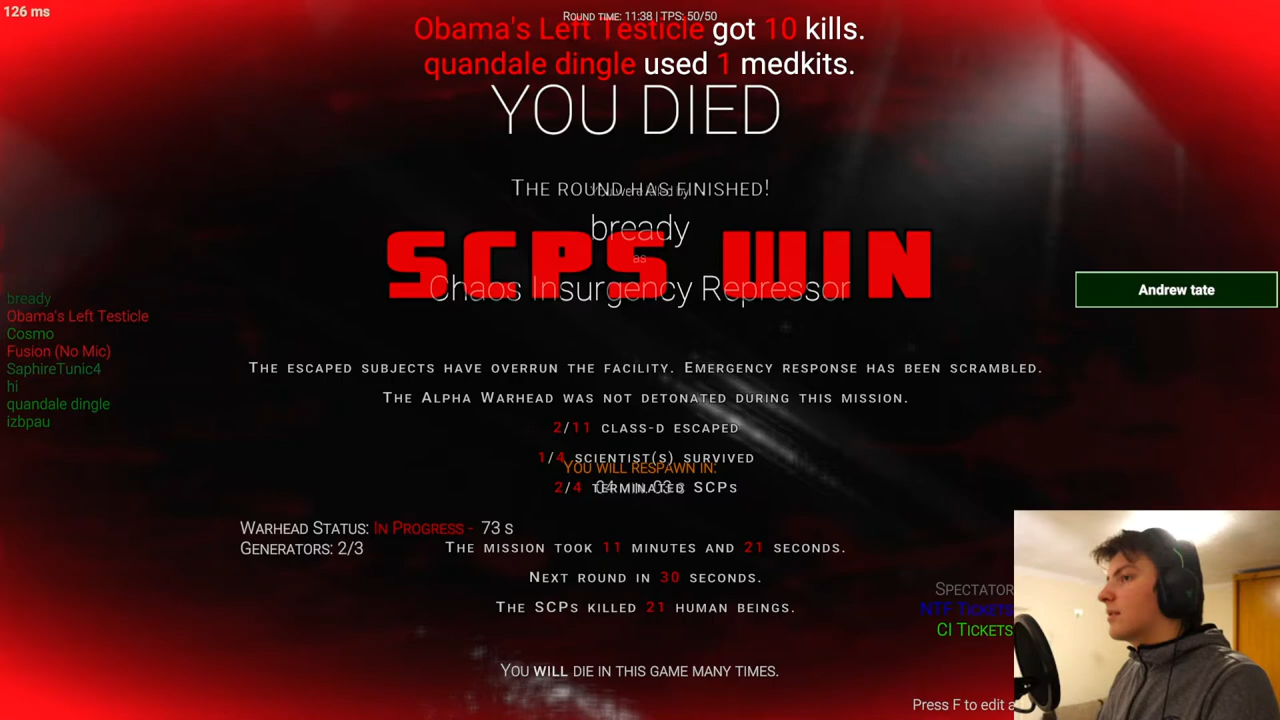 126 ms
ROUND TIME: 11:38 | TPS: 50/50
Obama's Left Testicle got 10 kills.
quandale dingle used 1 medkits.
YOU DIED
THE ROUND HAS FINISHED!
bready
as
SCPS WIN
Chaos Insurgency Repressor
Andrew tate
bready
Obama's Left Testicle
Cosmo
Fusion (No Mic)
SaphireTunic4
hi
quandale dingle
izbpau
THE ESCAPED SUBJECTS HAVE OVERRUN THE FACILITY. EMERGENCY RESPONSE HAS BEEN SCRAMBLED.
THE ALPHA WARHEAD WAS NOT DETONATED DURING THIS MISSION.
2/11 CLASS-D ESCAPED
1/4 SCIENTIST(S) SURVIVED
YOU WILL RESPAWN IN:
2/4 TERMINATED SCPS
WARHEAD STATUS: IN PROGRESS - 73 S
GENERATORS: 2/3
THE MISSION TOOK 11 MINUTES AND 21 SECONDS.
NEXT ROUND IN 30 SECONDS.
THE SCPS KILLED 21 HUMAN BEINGS.
SPECTATOR
NTF TICKETS
CI TICKETS
YOU WILL DIE IN THIS GAME MANY TIMES.
Press F to edit